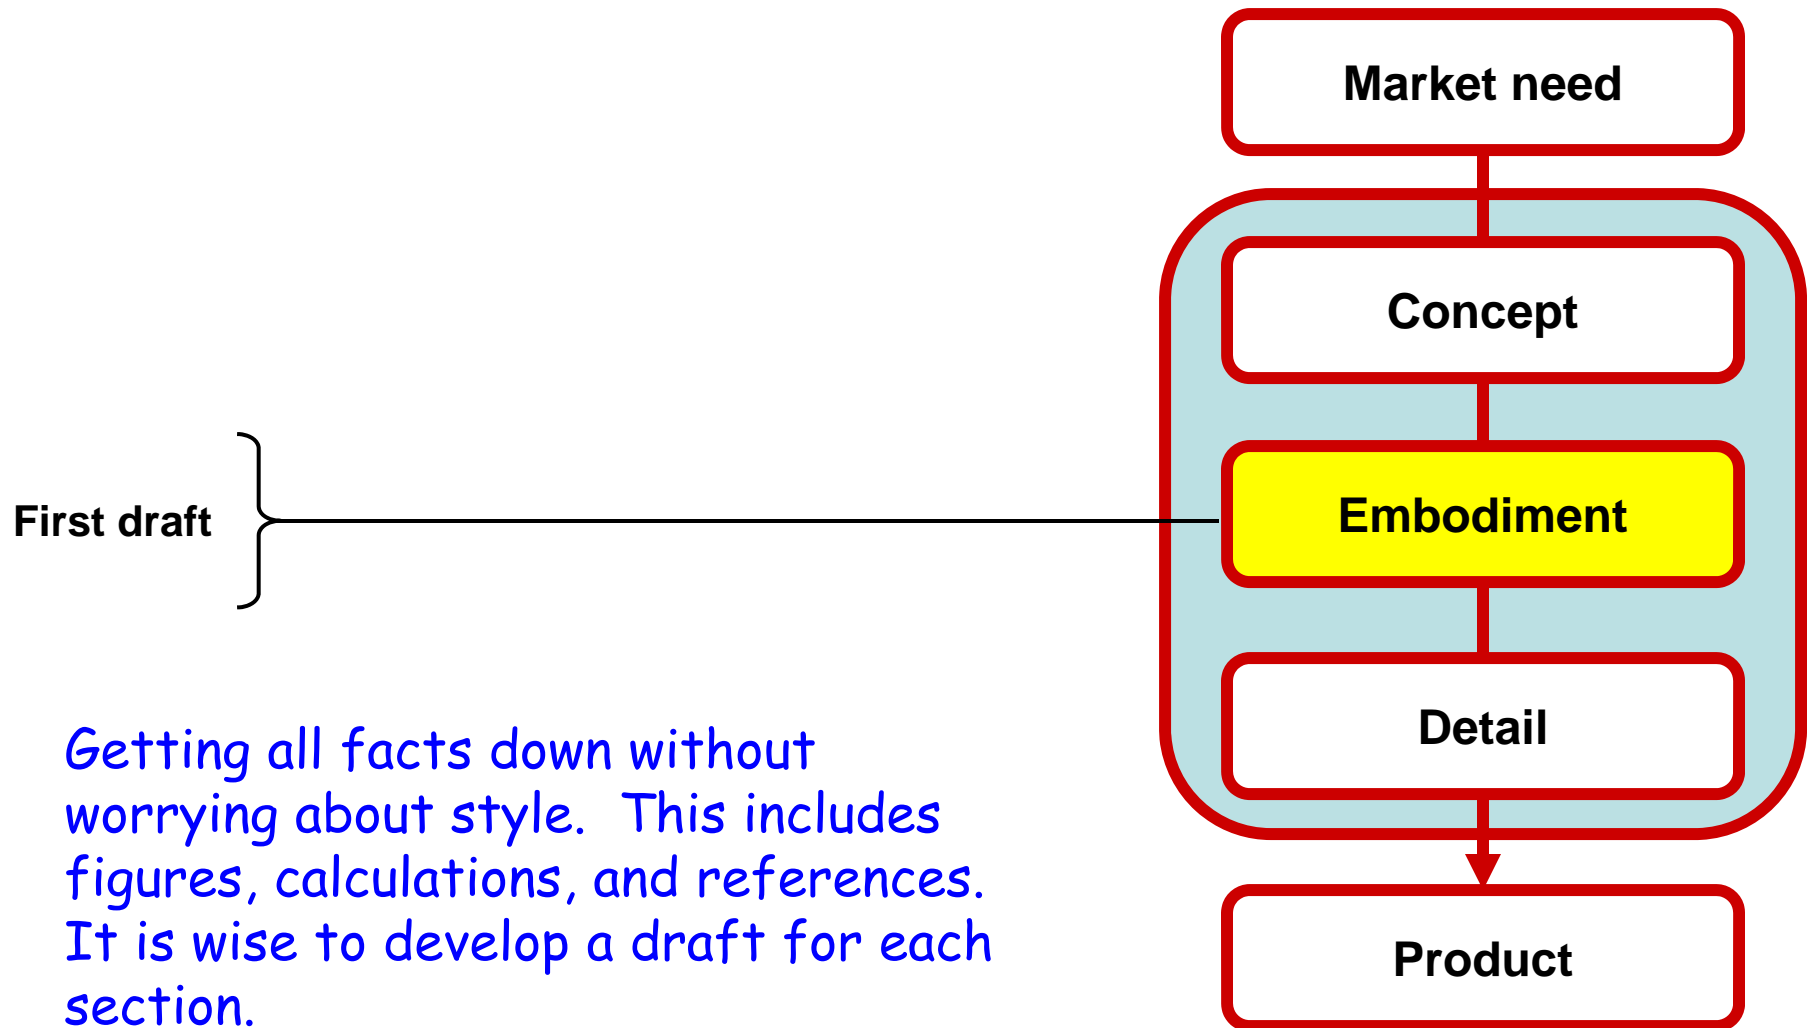 Market need
Concept
First draft
Embodiment
Detail
Getting all facts down without
worrying about style.  This includes
figures, calculations, and references.
It is wise to develop a draft for each
section.
Product